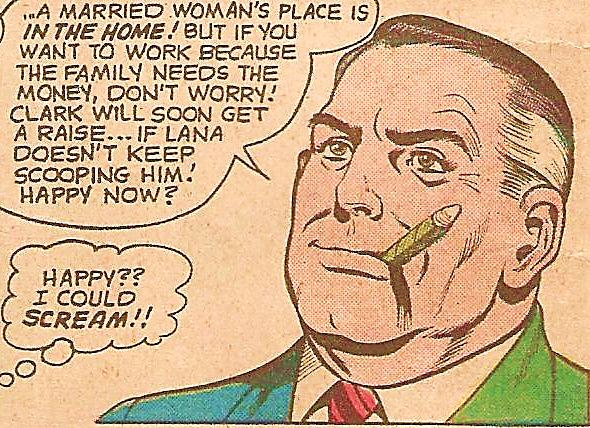 ...A MARRIED WOMAN'S PLACE IS
IN THE HOME! BUT IF YOU
WANT TO WORK BECAUSE
THE FAMILY NEEDS THE
MONEY, DON'T WORRY!
CLARK WILL SOON GET
A RAISE... IF LANA
DOESN'T KEEP
SCOOPING HIM!
HAPPY NOW?
HAPPY??
I COULD
SCREAM!!